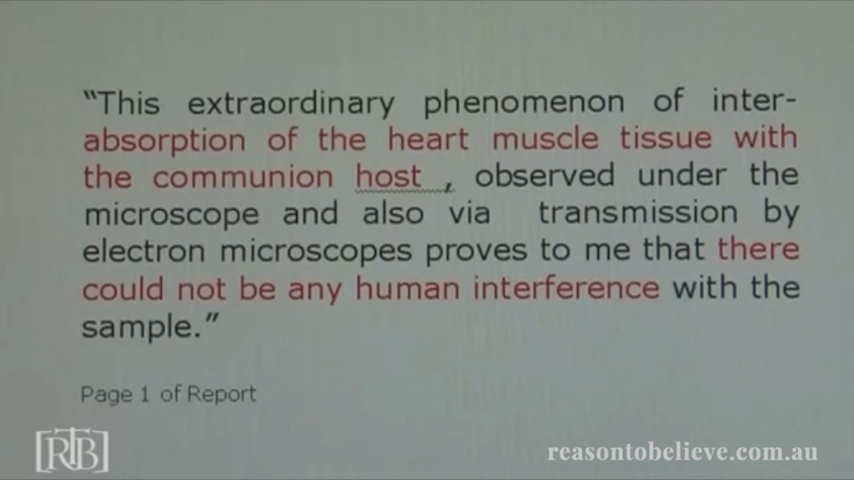 “This extraordinary phenomenon of inter-
absorption of the heart muscle tissue with
the communion host , observed under the
microscope and also via transmission by
electron microscopes proves to me that there
could not be any human interference with the
sample.”
Page 1 of Report
[RTB]
reasontobelieve.com.au